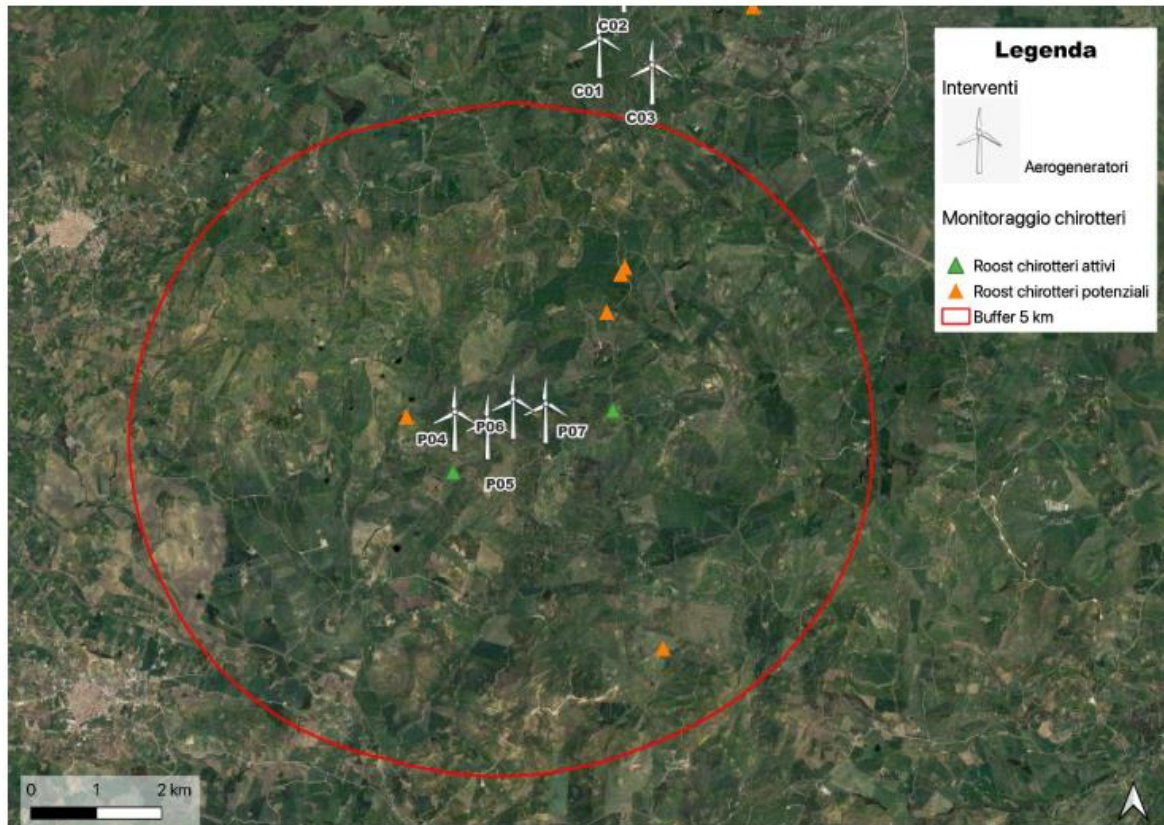 C02
C01
C03
P04
P06
P07
P05
Legenda
Interventi
Aerogeneratori
Monitoraggio chirotteri
Roost chirotteri attivi
Roost chirotteri potenziali
Buffer 5 km
0 1 2 km